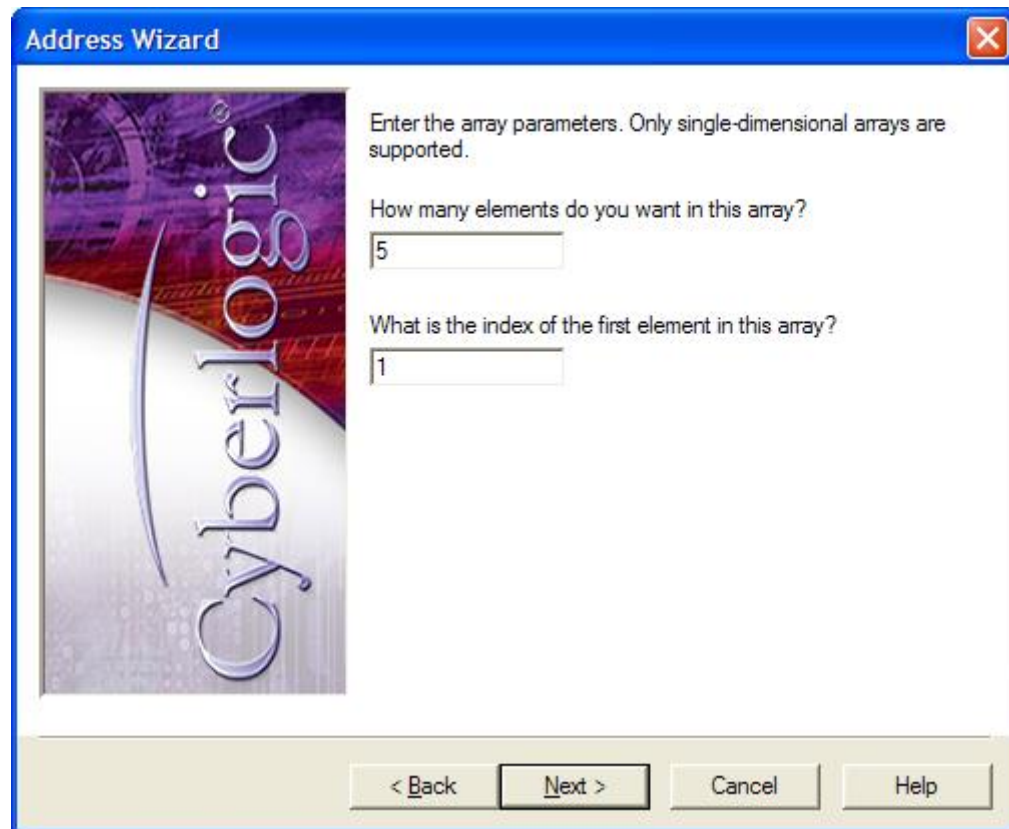 Address Wizard
Cyberlogic®
Enter the array parameters. Only single-dimensional arrays are
supported.
How many elements do you want in this array?
5
What is the index of the first element in this array?
1
< Back
Next >
Cancel
Help